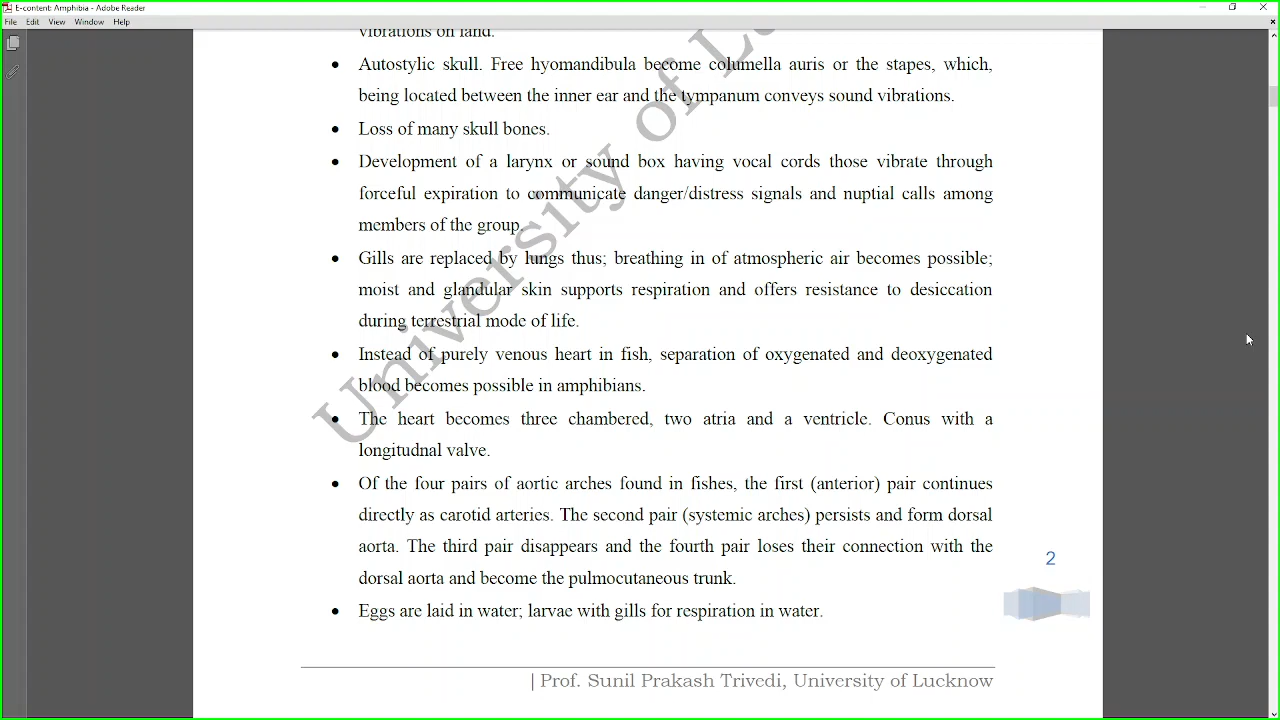 E-content: Amphibia - Adobe Reader
File Edit View Window Help
vibrations on land.
• Autostylic skull. Free hyomandibula become columella auris or the stapes, which,
being located between the inner ear and the tympanum conveys sound vibrations.
• Loss of many skull bones.
• Development of a larynx or sound box having vocal cords those vibrate through
forceful expiration to communicate danger/distress signals and nuptial calls among
members of the group.
• Gills are replaced by lungs thus; breathing in of atmospheric air becomes possible;
moist and glandular skin supports respiration and offers resistance to desiccation
during terrestrial mode of life.
• Instead of purely venous heart in fish, separation of oxygenated and deoxygenated
blood becomes possible in amphibians.
• The heart becomes three chambered, two atria and a ventricle. Conus with a
longitudnal valve.
• Of the four pairs of aortic arches found in fishes, the first (anterior) pair continues
directly as carotid arteries. The second pair (systemic arches) persists and form dorsal
aorta. The third pair disappears and the fourth pair loses their connection with the
dorsal aorta and become the pulmocutaneous trunk.
• Eggs are laid in water; larvae with gills for respiration in water.
2
| Prof. Sunil Prakash Trivedi, University of Lucknow
University of